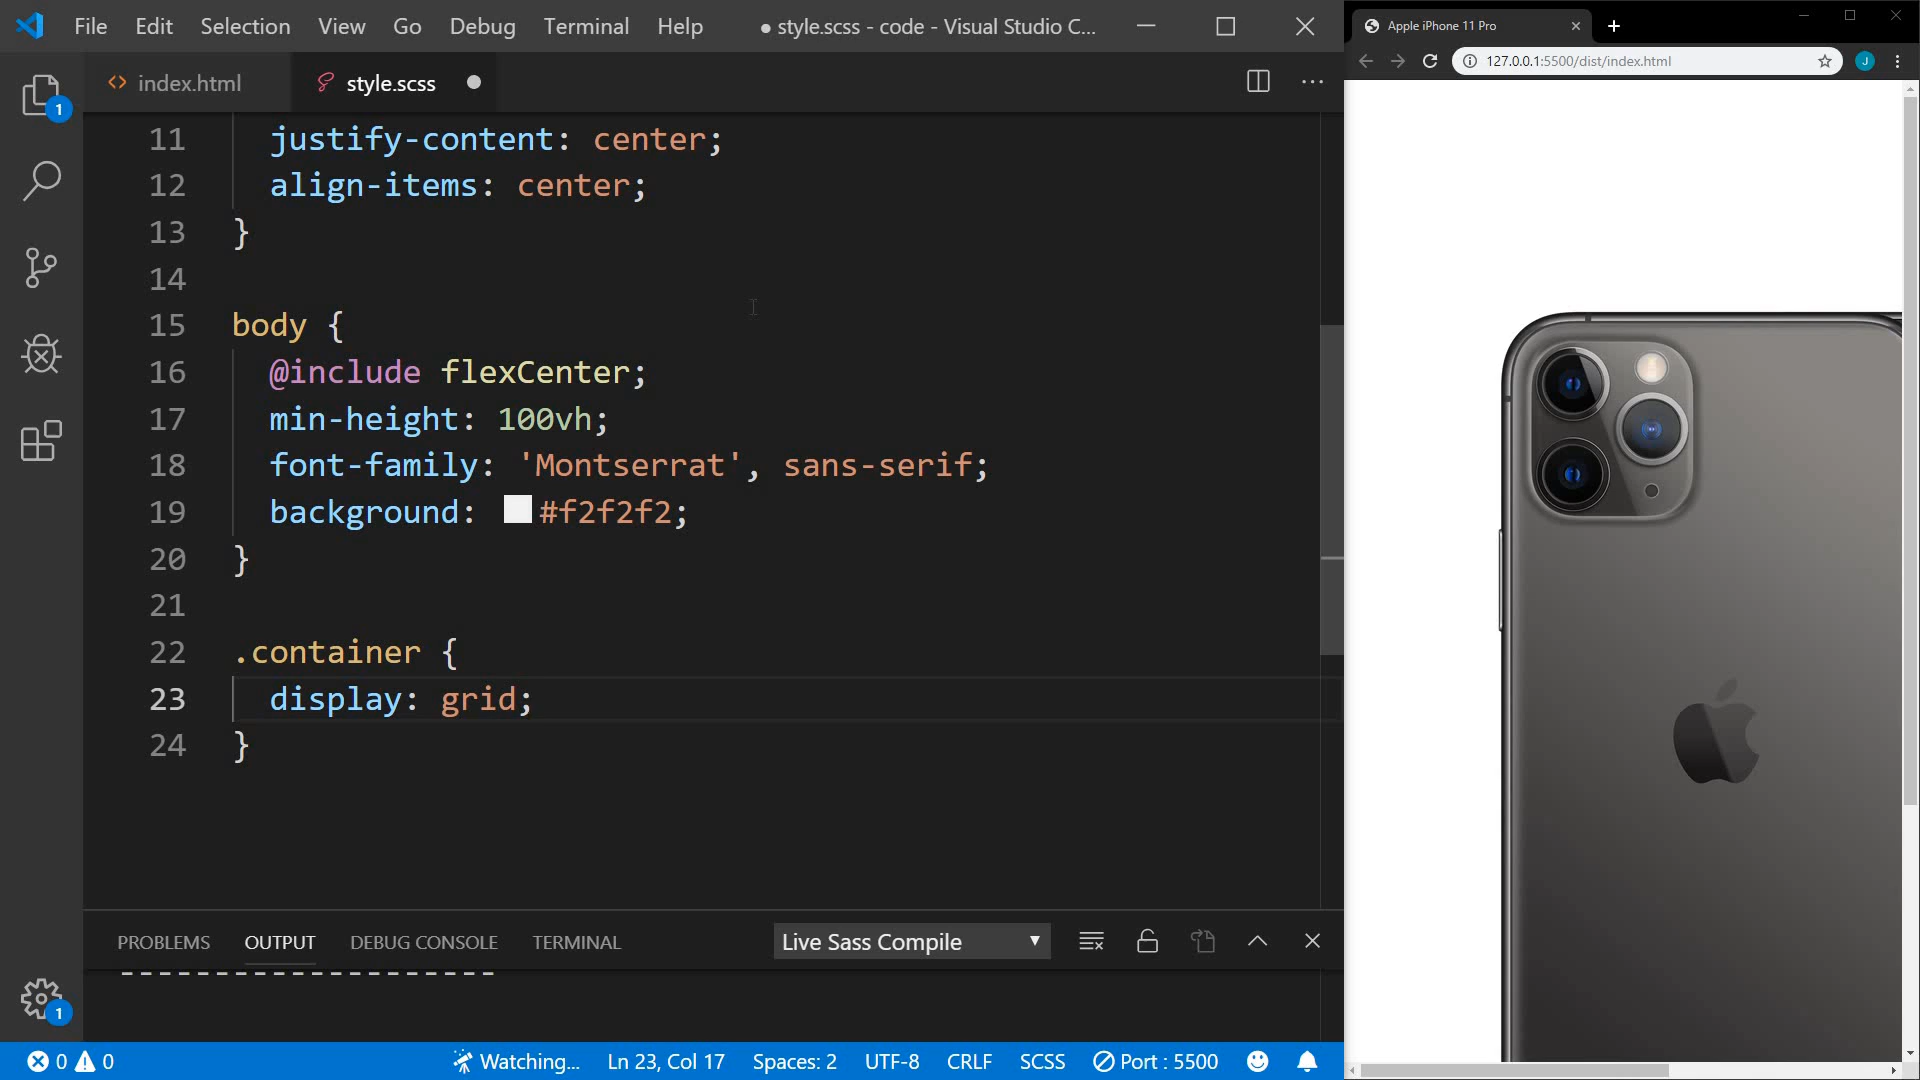 File Edit Selection View Go Debug Terminal Help ● style.scss - code - Visual Studio C...
index.html style.scss
11 justify-content: center;
12 align-items: center;
13 }
14
15 body {
16 @include flexCenter;
17 min-height: 100vh;
18 font-family: 'Montserrat', sans-serif;
19 background: #f2f2f2;
20 }
21
22 .container {
23 display: grid;
24 }
PROBLEMS OUTPUT DEBUG CONSOLE TERMINAL Live Sass Compile
--------------------
0 0 Watching... Ln 23, Col 17 Spaces: 2 UTF-8 CRLF SCSS Port : 5500
1
1
Apple iPhone 11 Pro
127.0.0.1:5500/dist/index.html J